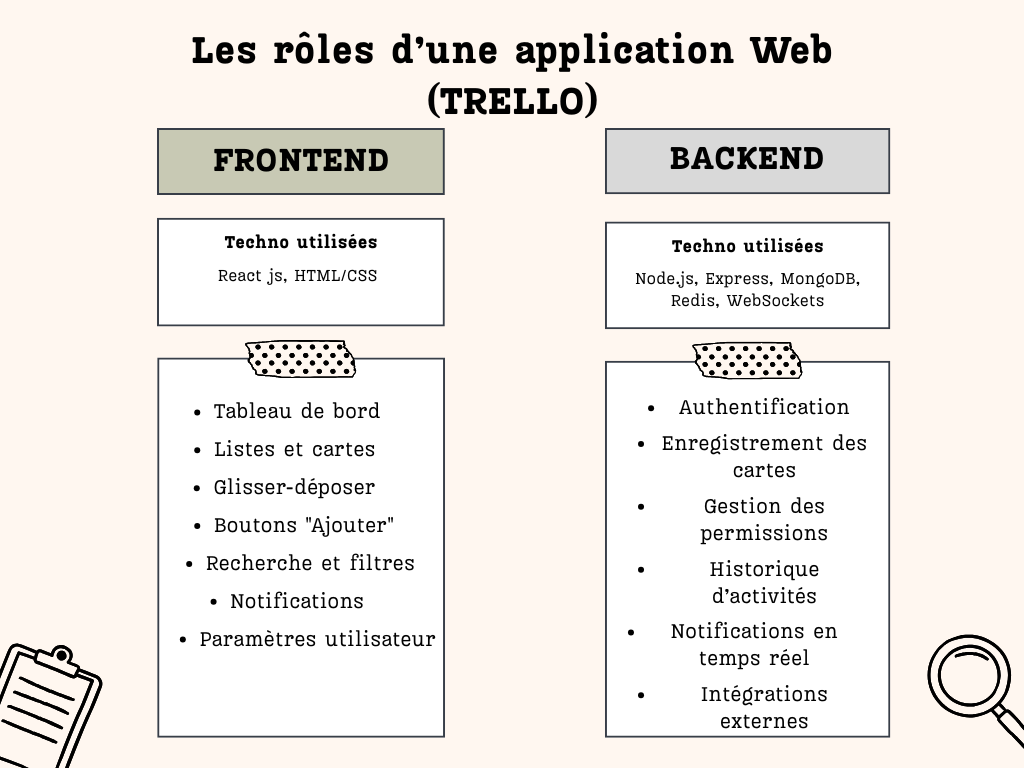 Les rôles d’une application Web
(TRELLO)
FRONTEND
Techno utilisées
React js, HTML/CSS
• Tableau de bord
• Listes et cartes
• Glisser-déposer
• Boutons "Ajouter"
• Recherche et filtres
• Notifications
• Paramètres utilisateur
BACKEND
Techno utilisées
Node.js, Express, MongoDB,
Redis, WebSockets
• Authentification
• Enregistrement des
cartes
• Gestion des
permissions
• Historique
d’activités
• Notifications en
temps réel
• Intégrations
externes